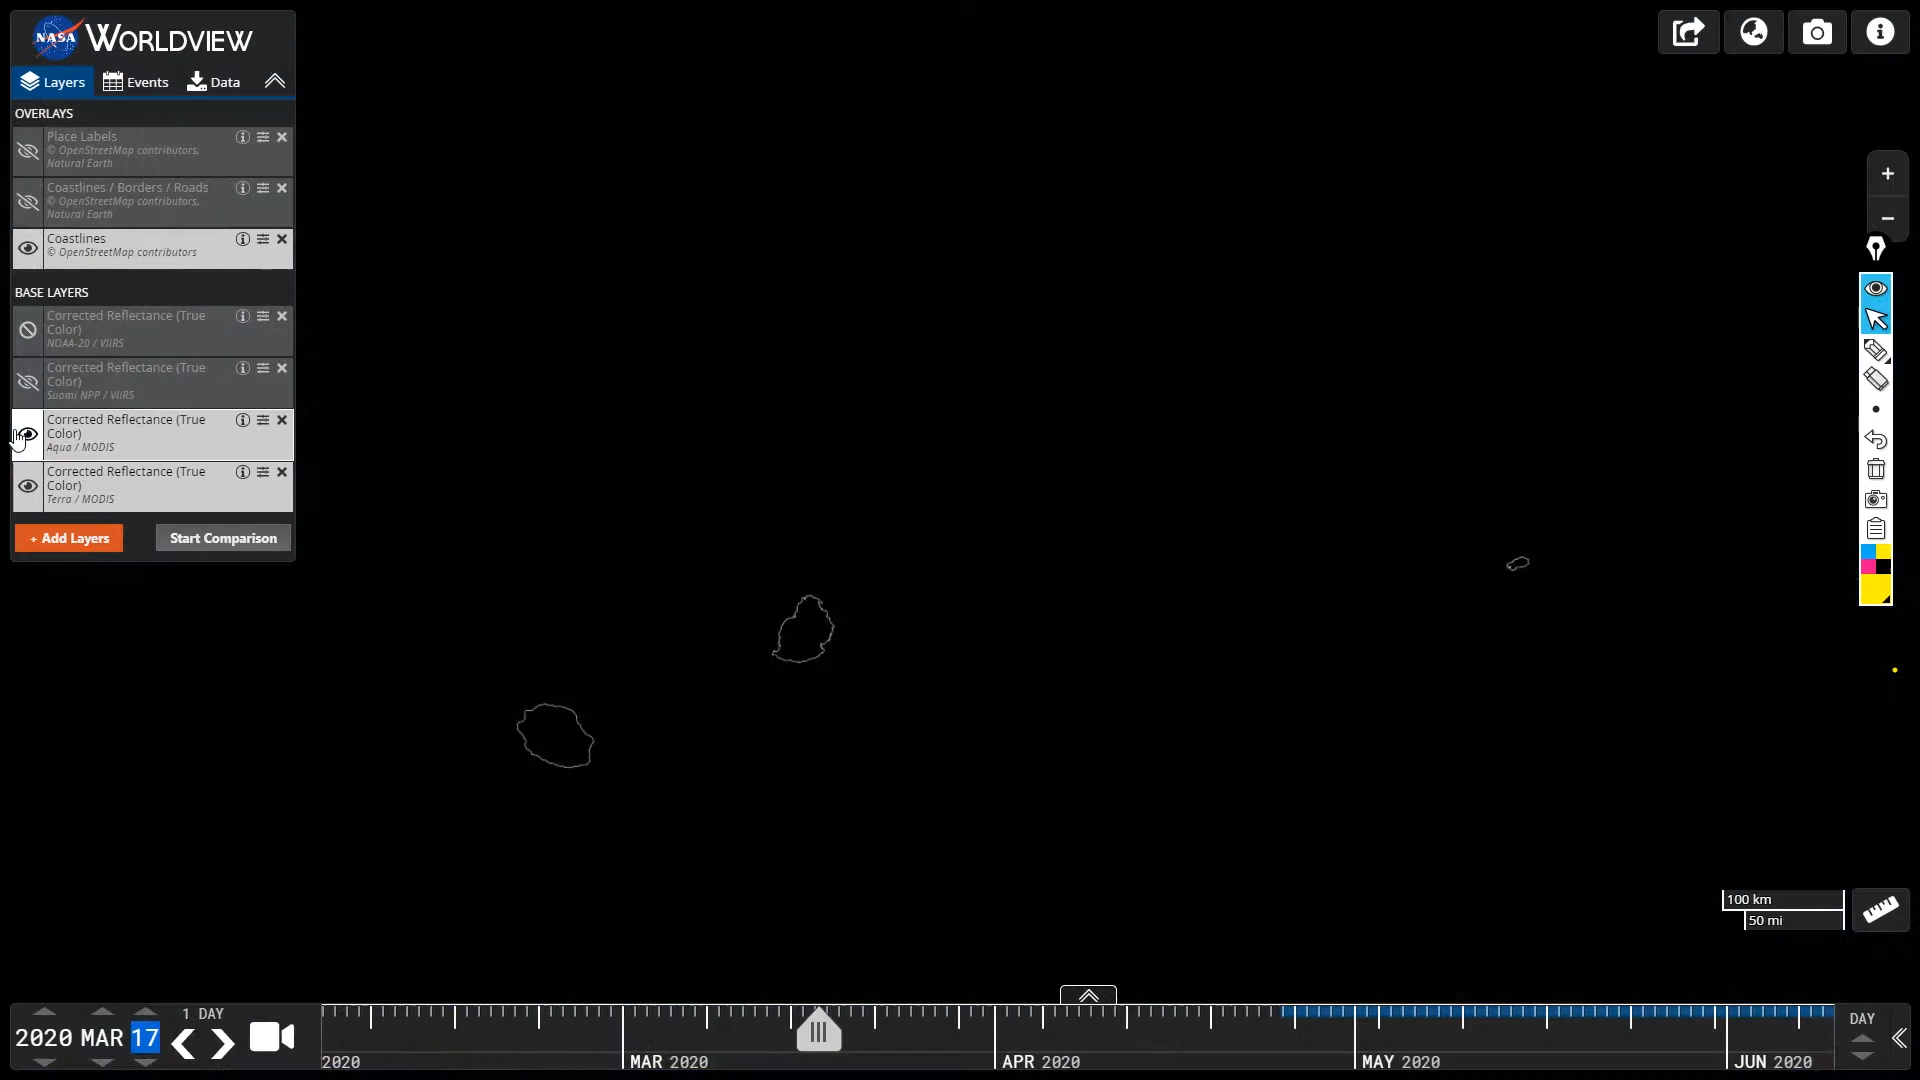 NASA WORLDVIEW
Layers Events Data
OVERLAYS
Place Labels
© OpenStreetMap contributors,
Natural Earth
Coastlines / Borders / Roads
© OpenStreetMap contributors,
Natural Earth
Coastlines
© OpenStreetMap contributors
BASE LAYERS
Corrected Reflectance (True
Color)
NOAA-20 / VIIRS
Corrected Reflectance (True
Color)
Suomi NPP / VIIRS
Corrected Reflectance (True
Color)
Aqua / MODIS
Corrected Reflectance (True
Color)
Terra / MODIS
+ Add Layers Start Comparison
100 km
50 mi
1 DAY
2020 MAR 17
DAY
2020 MAR 2020 APR 2020 MAY 2020 JUN 2020